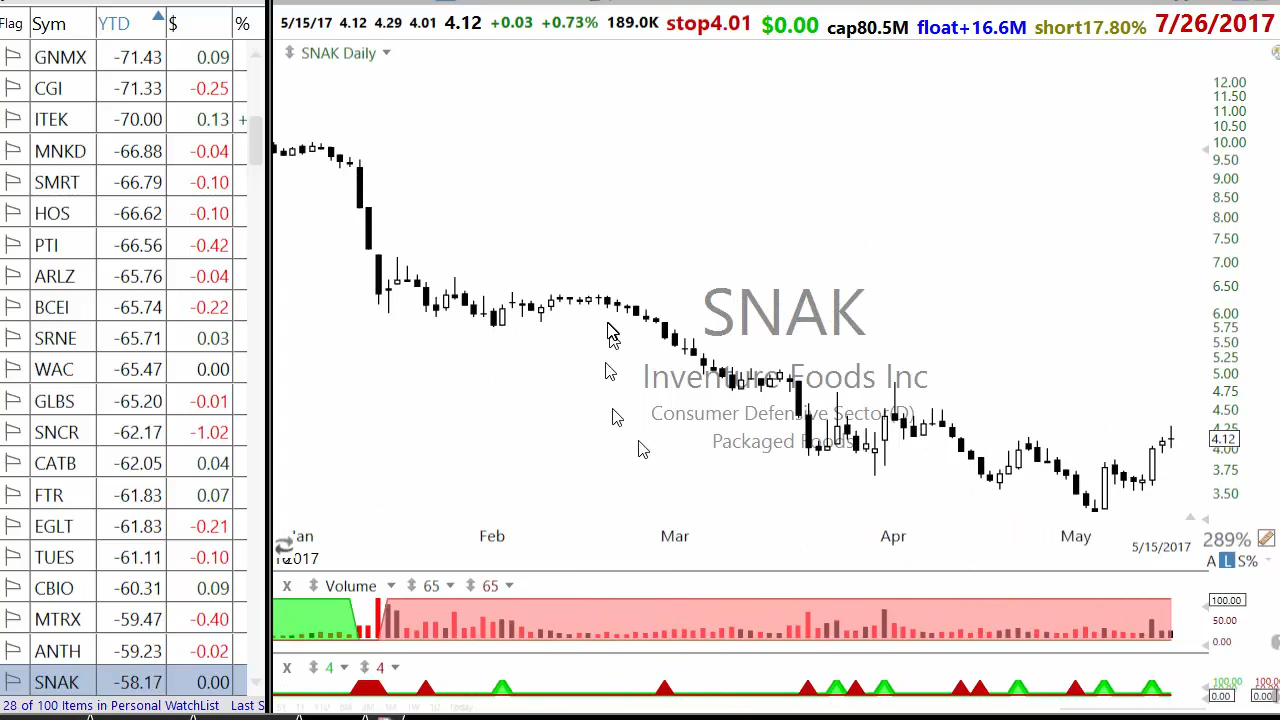 Flag Sym YTD $ %
GNMX -71.43 0.09
CGI -71.33 -0.25
ITEK -70.00 0.13 +
MNKD -66.88 -0.04
SMRT -66.79 -0.10
HOS -66.62 -0.10
PTI -66.56 -0.42
ARLZ -65.76 -0.04
BCEI -65.74 -0.22
SRNE -65.71 0.03
WAC -65.47 0.00
GLBS -65.20 -0.01
SNCR -62.17 -1.02
CATB -62.05 0.04
FTR -61.83 0.07
EGLT -61.83 -0.21
TUES -61.11 -0.10
CBIO -60.31 0.09
MTRX -59.47 -0.40
ANTH -59.23 -0.02
SNAK -58.17 0.00
28 of 100 Items in Personal WatchList Last S
5/15/17 4.12 4.29 4.01 4.12 +0.03 +0.73% 189.0K stop4.01 $0.00 cap80.5M float+16.6M short17.80% 7/26/2017
SNAK Daily
12.00
11.50
11.00
10.50
10.00
9.50
9.00
8.50
8.00
7.50
7.00
6.50
6.00
5.75
5.50
5.25
5.00
4.75
4.50
4.25
4.12
4.00
3.75
3.50
SNAK
Inventure Foods Inc
Consumer Defensive Sector(D)
Packaged Foods
Feb Mar Apr May 5/15/2017
289%
A L S%
X Volume 65 65
100.00
50.00
0.00
X 4 4
100.00
0.00 0.00